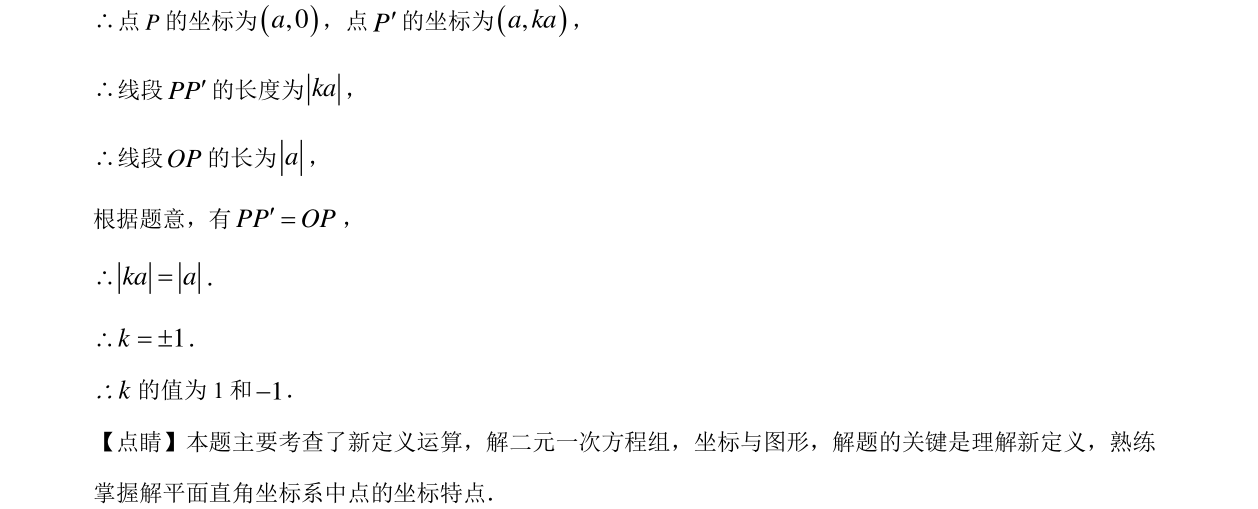 ∴点 P 的坐标为(a,0)，点 P′ 的坐标为(a,ka)，
∴线段 PP′ 的长度为|ka|，
∴线段 OP 的长为|a|，
根据题意，有 PP′ = OP，
∴|ka| = |a|．
∴k = ±1．
∴k 的值为 1 和 −1．
【点睛】本题主要考查了新定义运算，解二元一次方程组，坐标与图形，解题的关键是理解新定义，熟练
掌握解平面直角坐标系中点的坐标特点．